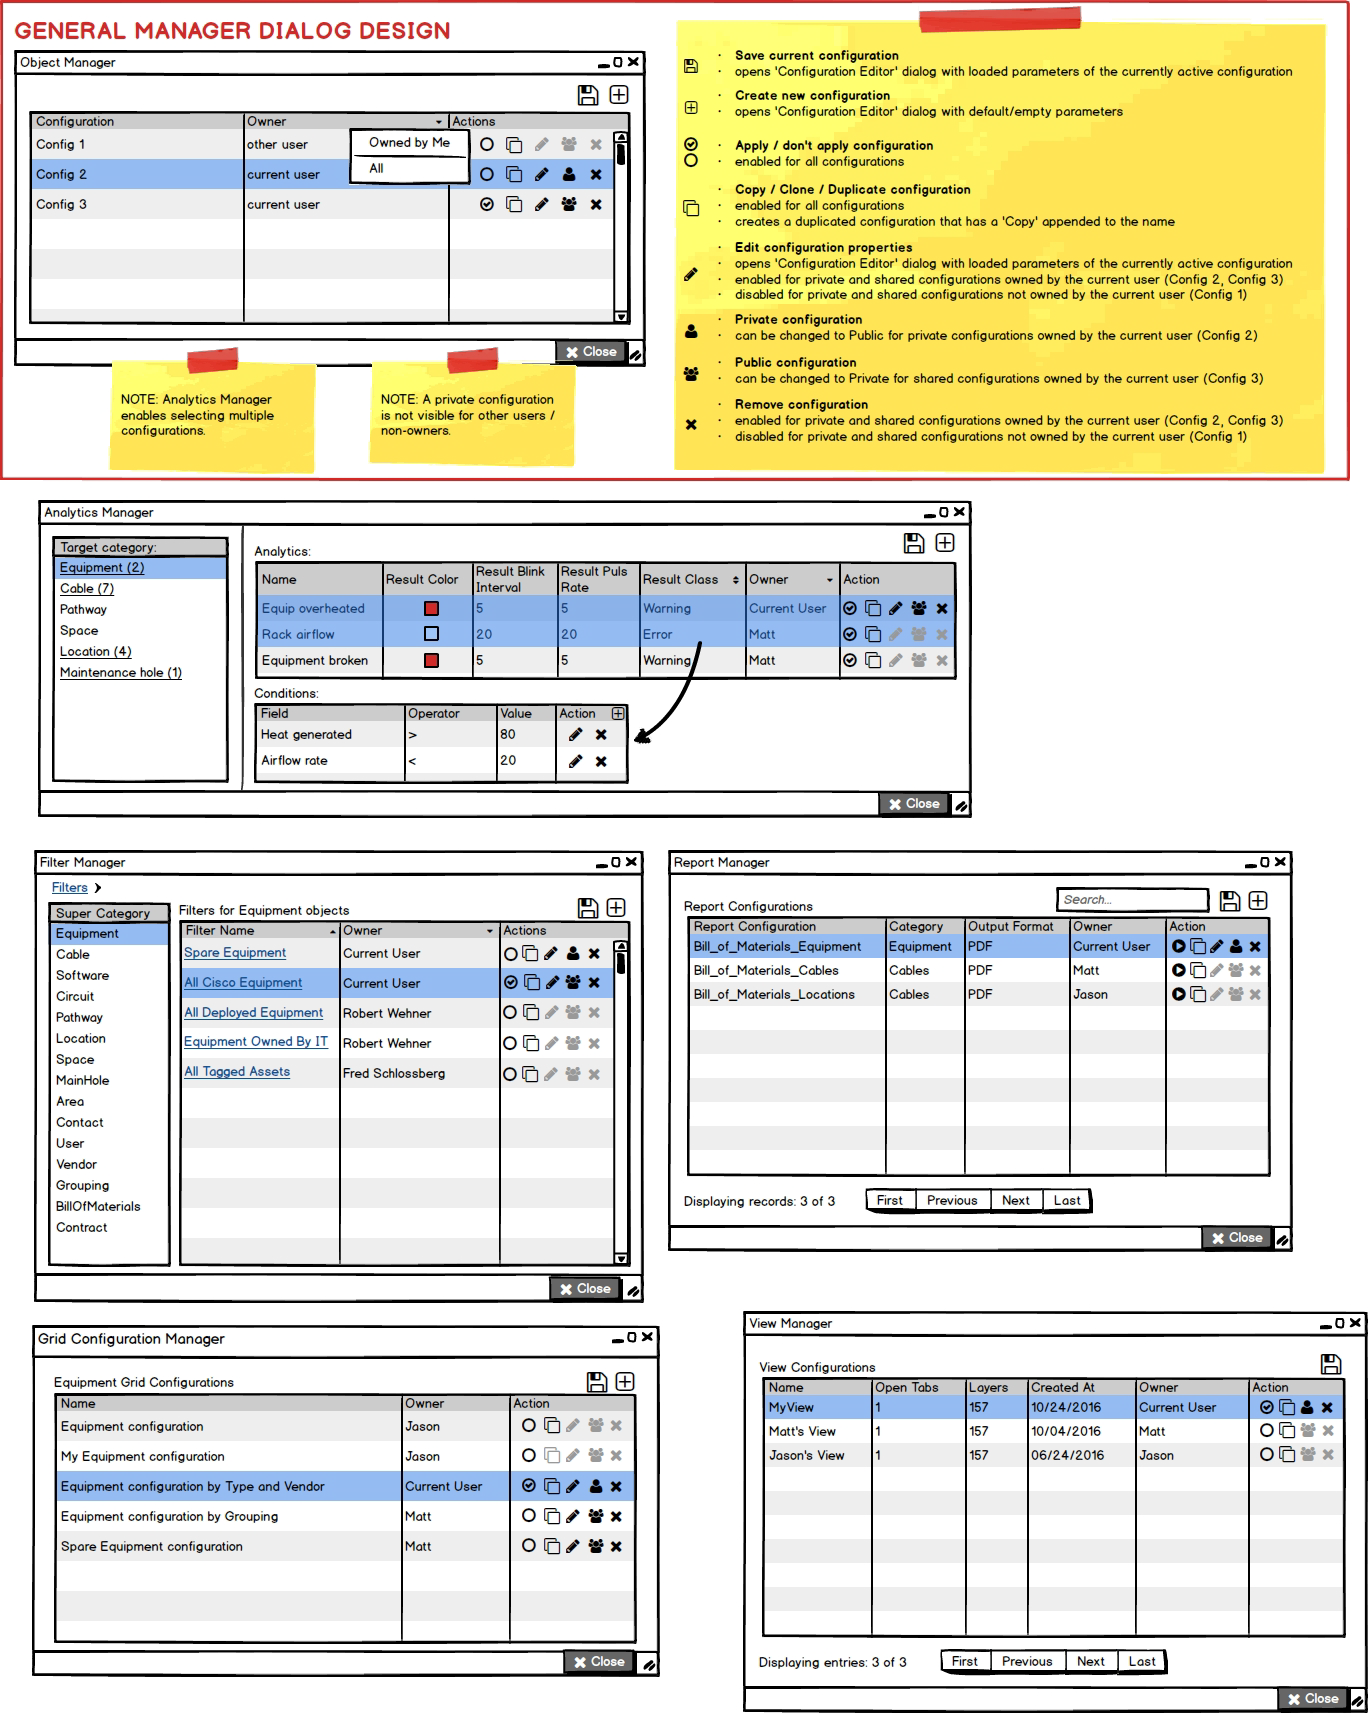 GENERAL MANAGER DIALOG DESIGN
Object Manager
Configuration Owner Actions
Config 1 other user
Owned by Me
All
Config 2 current user
Config 3 current user
Close
NOTE: Analytics Manager
enables selecting multiple
configurations.
NOTE: A private configuration
is not visible for other users /
non-owners.
· Save current configuration
· opens 'Configuration Editor' dialog with loaded parameters of the currently active configuration
· Create new configuration
· opens 'Configuration Editor' dialog with default/empty parameters
· Apply / don't apply configuration
· enabled for all configurations
· Copy / Clone / Duplicate configuration
· enabled for all configurations
· creates a duplicated configuration that has a 'Copy' appended to the name
· Edit configuration properties
· opens 'Configuration Editor' dialog with loaded parameters of the currently active configuration
· enabled for private and shared configurations owned by the current user (Config 2, Config 3)
· disabled for private and shared configurations not owned by the current user (Config 1)
· Private configuration
· can be changed to Public for private configurations owned by the current user (Config 2)
· Public configuration
· can be changed to Private for shared configurations owned by the current user (Config 3)
· Remove configuration
· enabled for private and shared configurations owned by the current user (Config 2, Config 3)
· disabled for private and shared configurations not owned by the current user (Config 1)
Analytics Manager
Target category:
Equipment (2)
Cable (7)
Pathway
Space
Location (4)
Maintenance hole (1)
Analytics:
Name Result Color Result Blink Interval Result Puls Rate Result Class Owner Action
Equip overheated 5 5 Warning Current User
Rack airflow 20 20 Error Matt
Equipment broken 5 5 Warning Matt
Conditions:
Field Operator Value Action
Heat generated > 80
Airflow rate < 20
Close
Filter Manager
Filters
Super Category
Equipment
Cable
Software
Circuit
Pathway
Location
Space
MainHole
Area
Contact
User
Vendor
Grouping
BillOfMaterials
Contract
Filters for Equipment objects
Filter Name Owner Actions
Spare Equipment Current User
All Cisco Equipment Current User
All Deployed Equipment Robert Wehner
Equipment Owned By IT Robert Wehner
All Tagged Assets Fred Schlossberg
Close
Report Manager
Search...
Report Configurations
Report Configuration Category Output Format Owner Action
Bill_of_Materials_Equipment Equipment PDF Current User
Bill_of_Materials_Cables Cables PDF Matt
Bill_of_Materials_Locations Cables PDF Jason
Displaying records: 3 of 3 First Previous Next Last
Close
Grid Configuration Manager
Equipment Grid Configurations
Name Owner Action
Equipment configuration Jason
My Equipment configuration Jason
Equipment configuration by Type and Vendor Current User
Equipment configuration by Grouping Matt
Spare Equipment configuration Matt
Close
View Manager
View Configurations
Name Open Tabs Layers Created At Owner Action
MyView 1 157 10/24/2016 Current User
Matt's View 1 157 10/04/2016 Matt
Jason's View 1 157 06/24/2016 Jason
Displaying entries: 3 of 3 First Previous Next Last
Close